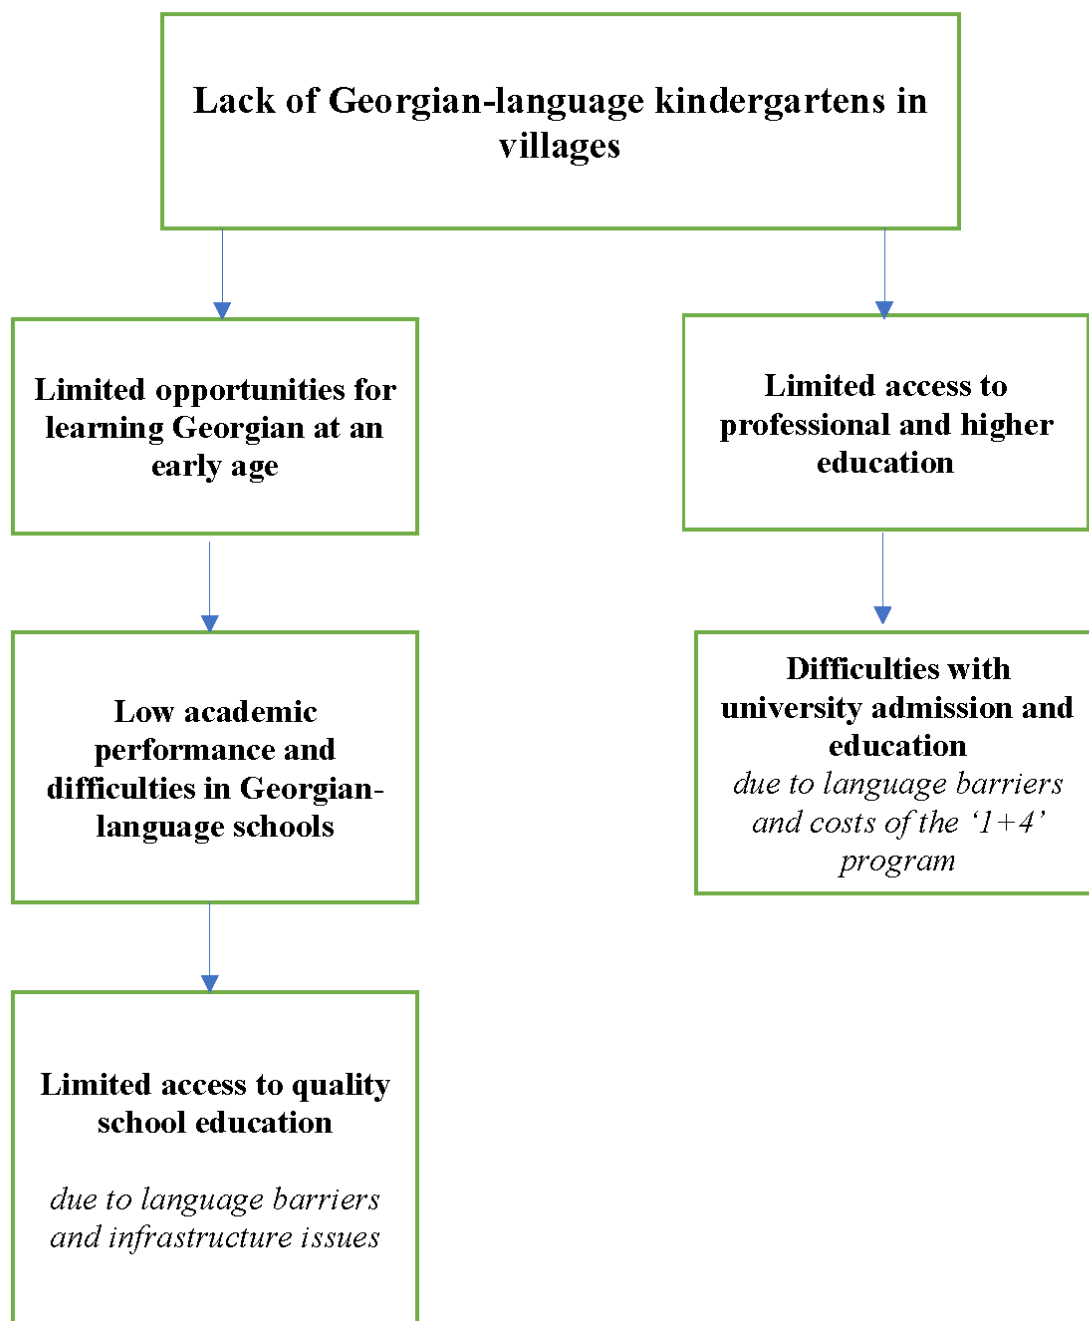 Lack of Georgian-language kindergartens in
villages
Limited opportunities for
learning Georgian at an
early age
Limited access to
professional and higher
education
Low academic
performance and
difficulties in Georgian-
language schools
Difficulties with
university admission and
education
due to language barriers
and costs of the ‘1+4’
program
Limited access to quality
school education
due to language barriers
and infrastructure issues